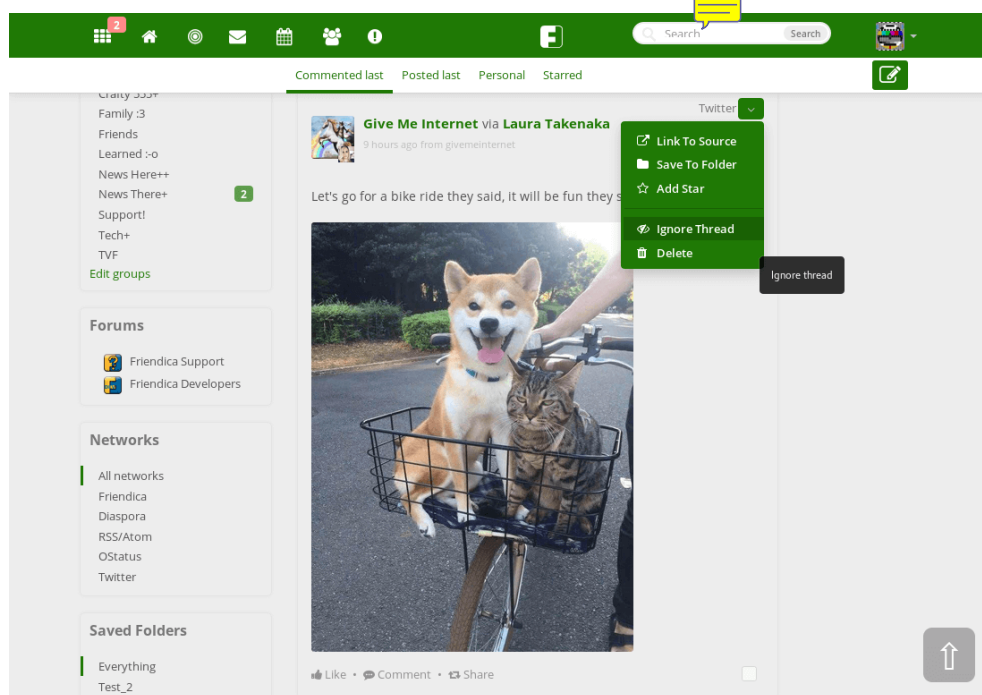 2
Search
Search
Commented last
Posted last
Personal
Starred
Crafty 555+
Family :3
Friends
Learned :-o
News Here++
News There+
2
Support!
Tech+
TVF
Edit groups
Forums
Friendica Support
Friendica Developers
Networks
All networks
Friendica
Diaspora
RSS/Atom
OStatus
Twitter
Saved Folders
Everything
Test_2
Twitter
Give Me Internet via Laura Takenaka
9 hours ago from givemeinternet
Let's go for a bike ride they said, it will be fun they s
Link To Source
Save To Folder
Add Star
Ignore Thread
Delete
Ignore thread
Like • Comment • Share